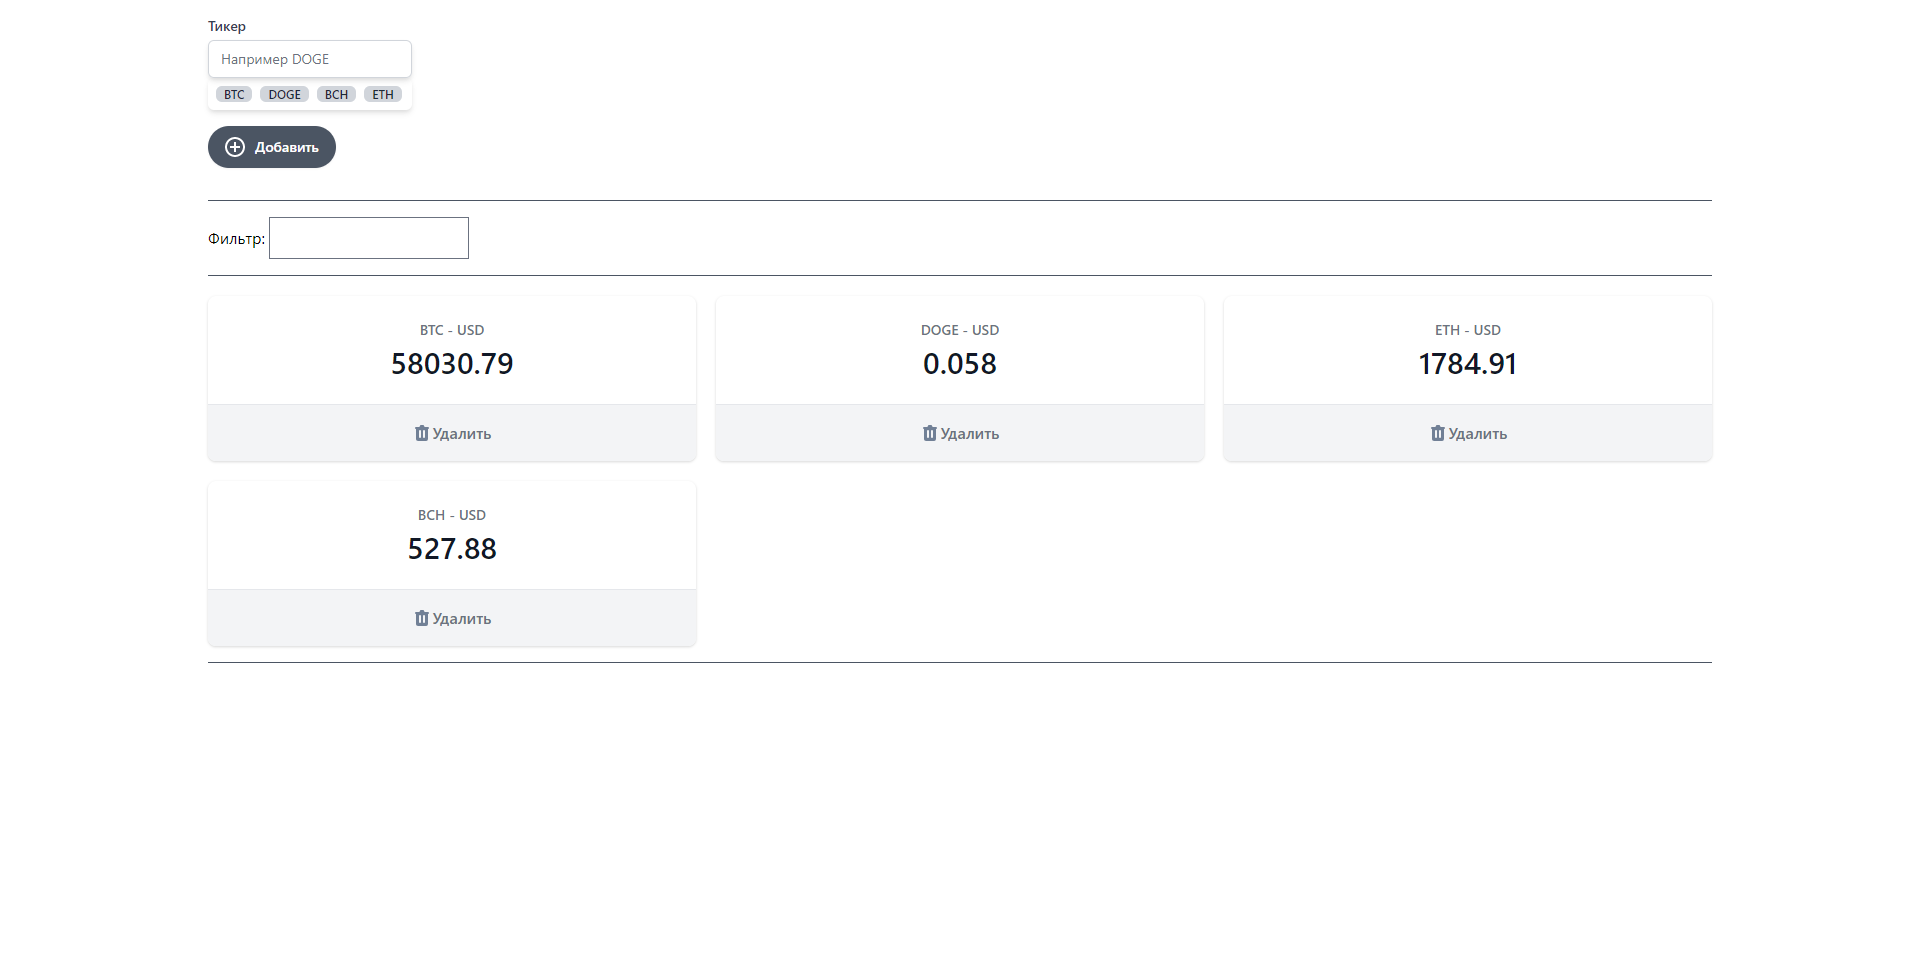 Тикер
Например DOGE
BTC DOGE BCH ETH
Добавить
Фильтр:
BTC - USD
58030.79
Удалить
DOGE - USD
0.058
Удалить
ETH - USD
1784.91
Удалить
BCH - USD
527.88
Удалить